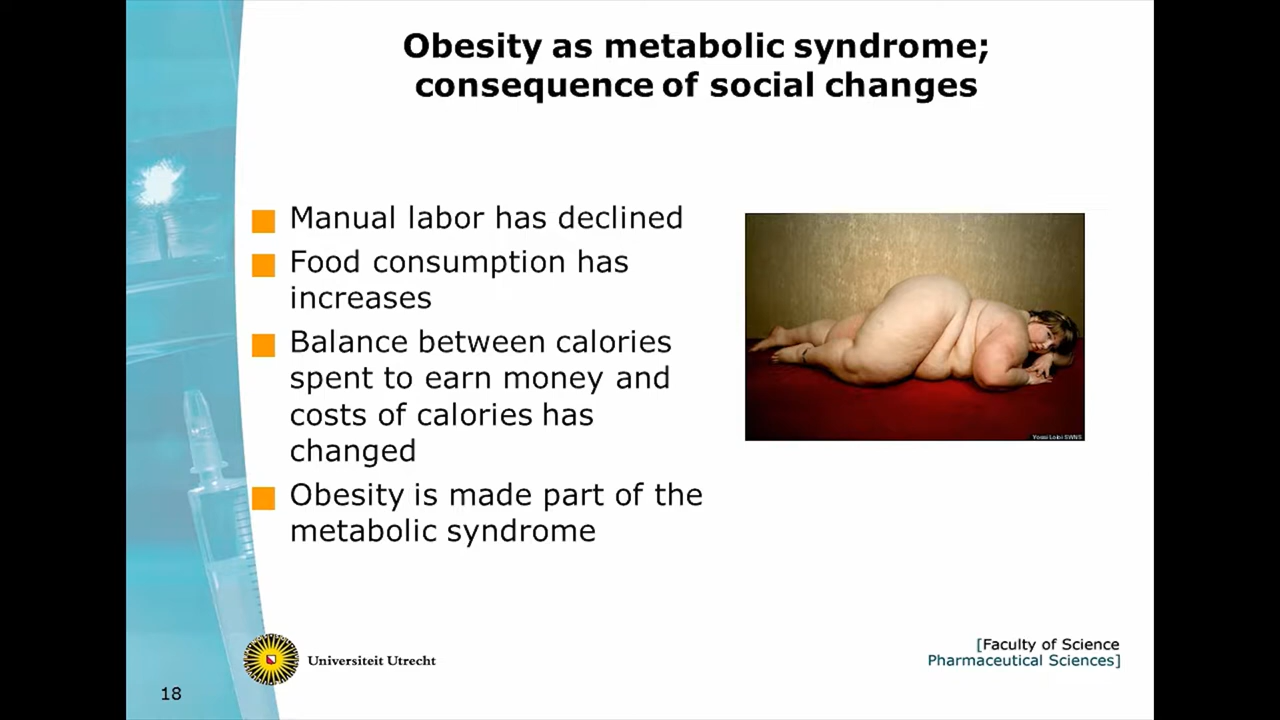 Obesity as metabolic syndrome;
consequence of social changes
Manual labor has declined
Food consumption has
increases
Balance between calories
spent to earn money and
costs of calories has
changed
Obesity is made part of the
metabolic syndrome
Universiteit Utrecht
[Faculty of Science
Pharmaceutical Sciences]
18